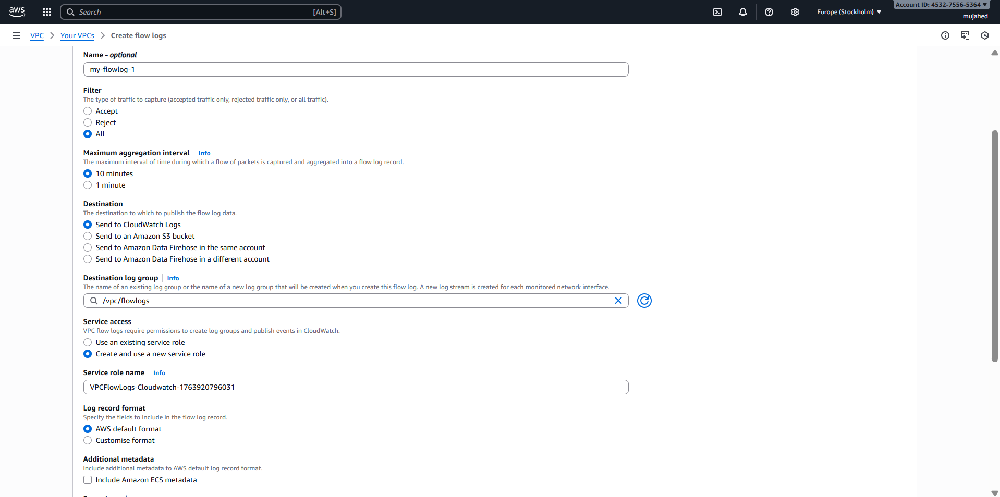 aws
Search [Alt+S]
Europe (Stockholm)
Account ID: 4532-7556-5364
mujahed
VPC
Your VPCs
Create flow logs
Name - optional
my-flowlog-1
Filter
The type of traffic to capture (accepted traffic only, rejected traffic only, or all traffic).
Accept
Reject
All
Maximum aggregation interval Info
The maximum interval of time during which a flow of packets is captured and aggregated into a flow log record.
10 minutes
1 minute
Destination
The destination to which to publish the flow log data.
Send to CloudWatch Logs
Send to an Amazon S3 bucket
Send to Amazon Data Firehose in the same account
Send to Amazon Data Firehose in a different account
Destination log group Info
The name of an existing log group or the name of a new log group that will be created when you create this flow log. A new log stream is created for each monitored network interface.
/vpc/flowlogs
Service access
VPC flow logs require permissions to create log groups and publish events in CloudWatch.
Use an existing service role
Create and use a new service role
Service role name Info
VPCFlowLogs-Cloudwatch-1763920796031
Log record format
Specify the fields to include in the flow log record.
AWS default format
Customise format
Additional metadata
Include additional metadata to AWS default log record format.
Include Amazon ECS metadata